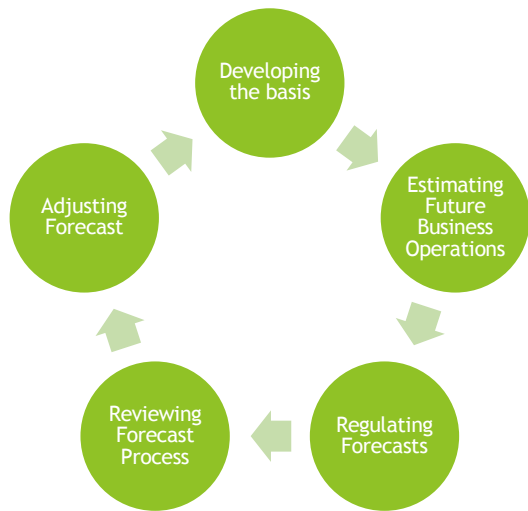 Developing
the basis
Estimating
Future
Business
Operations
Regulating
Forecasts
Reviewing
Forecast
Process
Adjusting
Forecast